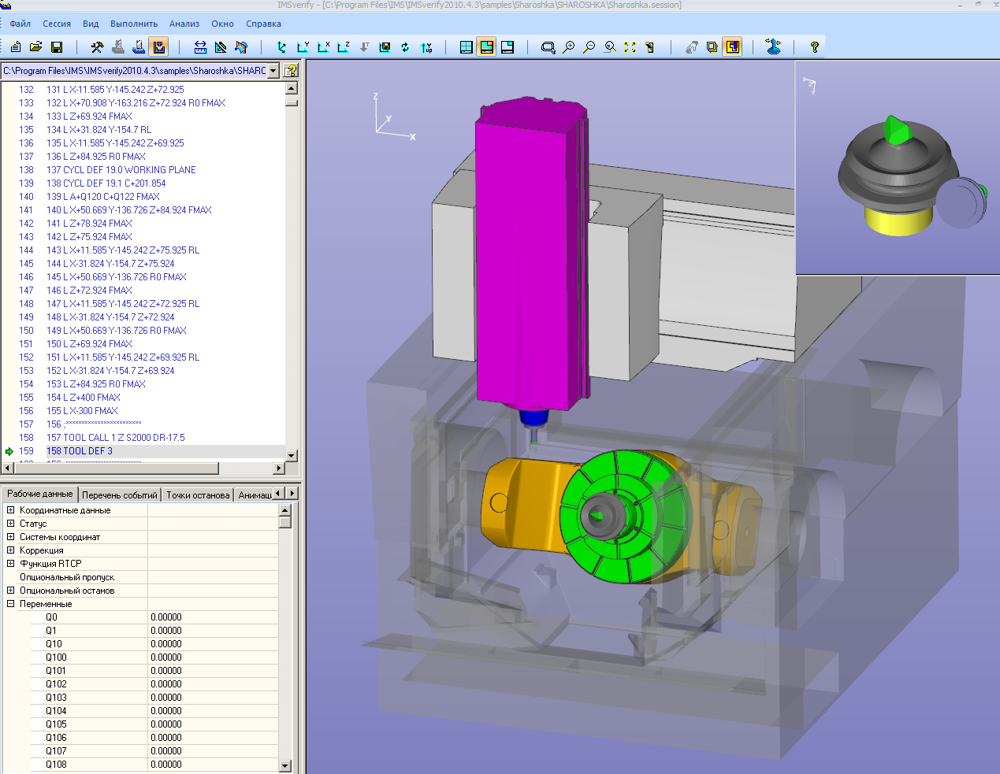 IMSverify - [C:\Program Files\IMS\IMSverify2010.4.3\samples\Sharoshka\SHAROSHKA\Sharoshka.session]
Файл Сессия Вид Выполнить Анализ Окно Справка
C:\Program Files\IMS\IMSverify2010.4.3\samples\Sharoshka\SHARC
132 131 L X-11.585 Y-145.242 Z+72.925
133 132 L X+70.908 Y-163.216 Z+72.924 R0 FMAX
134 133 L Z+69.924 FMAX
135 134 L X+31.824 Y-154.7 RL
136 135 L X-11.585 Y-145.242 Z+69.925
137 136 L Z+84.925 R0 FMAX
138 137 CYCL DEF 19.0 WORKING PLANE
139 138 CYCL DEF 19.1 C+201.854
140 139 L A+Q120 C+Q122 FMAX
141 140 L X+50.669 Y-136.726 Z+84.924 FMAX
142 141 L Z+78.924 FMAX
143 142 L Z+75.924 FMAX
144 143 L X+11.585 Y-145.242 Z+75.925 RL
145 144 L X-31.824 Y-154.7 Z+75.924
146 145 L X+50.669 Y-136.726 R0 FMAX
147 146 L Z+72.924 FMAX
148 147 L X+11.585 Y-145.242 Z+72.925 RL
149 148 L X-31.824 Y-154.7 Z+72.924
150 149 L X+50.669 Y-136.726 R0 FMAX
151 150 L Z+69.924 FMAX
152 151 L X+11.585 Y-145.242 Z+69.925 RL
153 152 L X-31.824 Y-154.7 Z+69.924
154 153 L Z+84.925 R0 FMAX
155 154 L Z+400 FMAX
156 155 L X-300 FMAX
157 156 ;************************
158 157 TOOL CALL 1 Z S2000 DR-17.5
159 158 TOOL DEF 3
Рабочие данные Перечень событий Точки останова Анимац
Координатные данные
Статус
Системы координат
Коррекция
Функция RTCP
Опциональный пропуск
Опциональный останов
Переменные
Q0 0.00000
Q1 0.00000
Q10 0.00000
Q100 0.00000
Q101 0.00000
Q102 0.00000
Q103 0.00000
Q104 0.00000
Q105 0.00000
Q106 0.00000
Q107 0.00000
Q108 0.00000
Z
Y
X